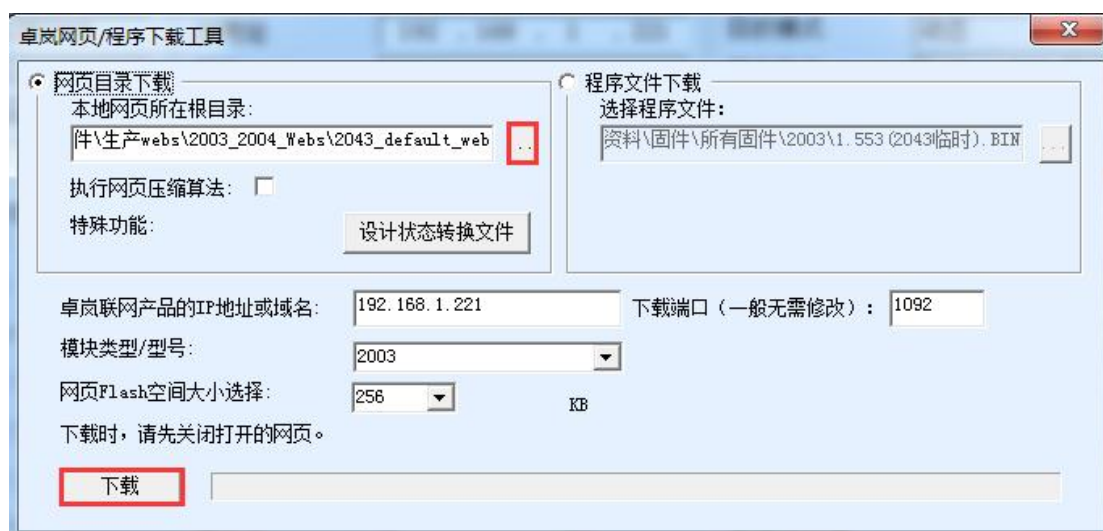 卓岚网页/程序下载工具
网页目录下载
本地网页所在根目录:
件\生产webs\2003_2004_Webs\2043_default_web
..
执行网页压缩算法:
特殊功能:
设计状态转换文件
程序文件下载
选择程序文件:
资料\固件\所有固件\2003\1.553(2043临时).BIN
...
卓岚联网产品的IP地址或域名:
192.168.1.221
下载端口（一般无需修改）:
1092
模块类型/型号:
2003
网页Flash空间大小选择:
256
KB
下载时，请先关闭打开的网页。
下载